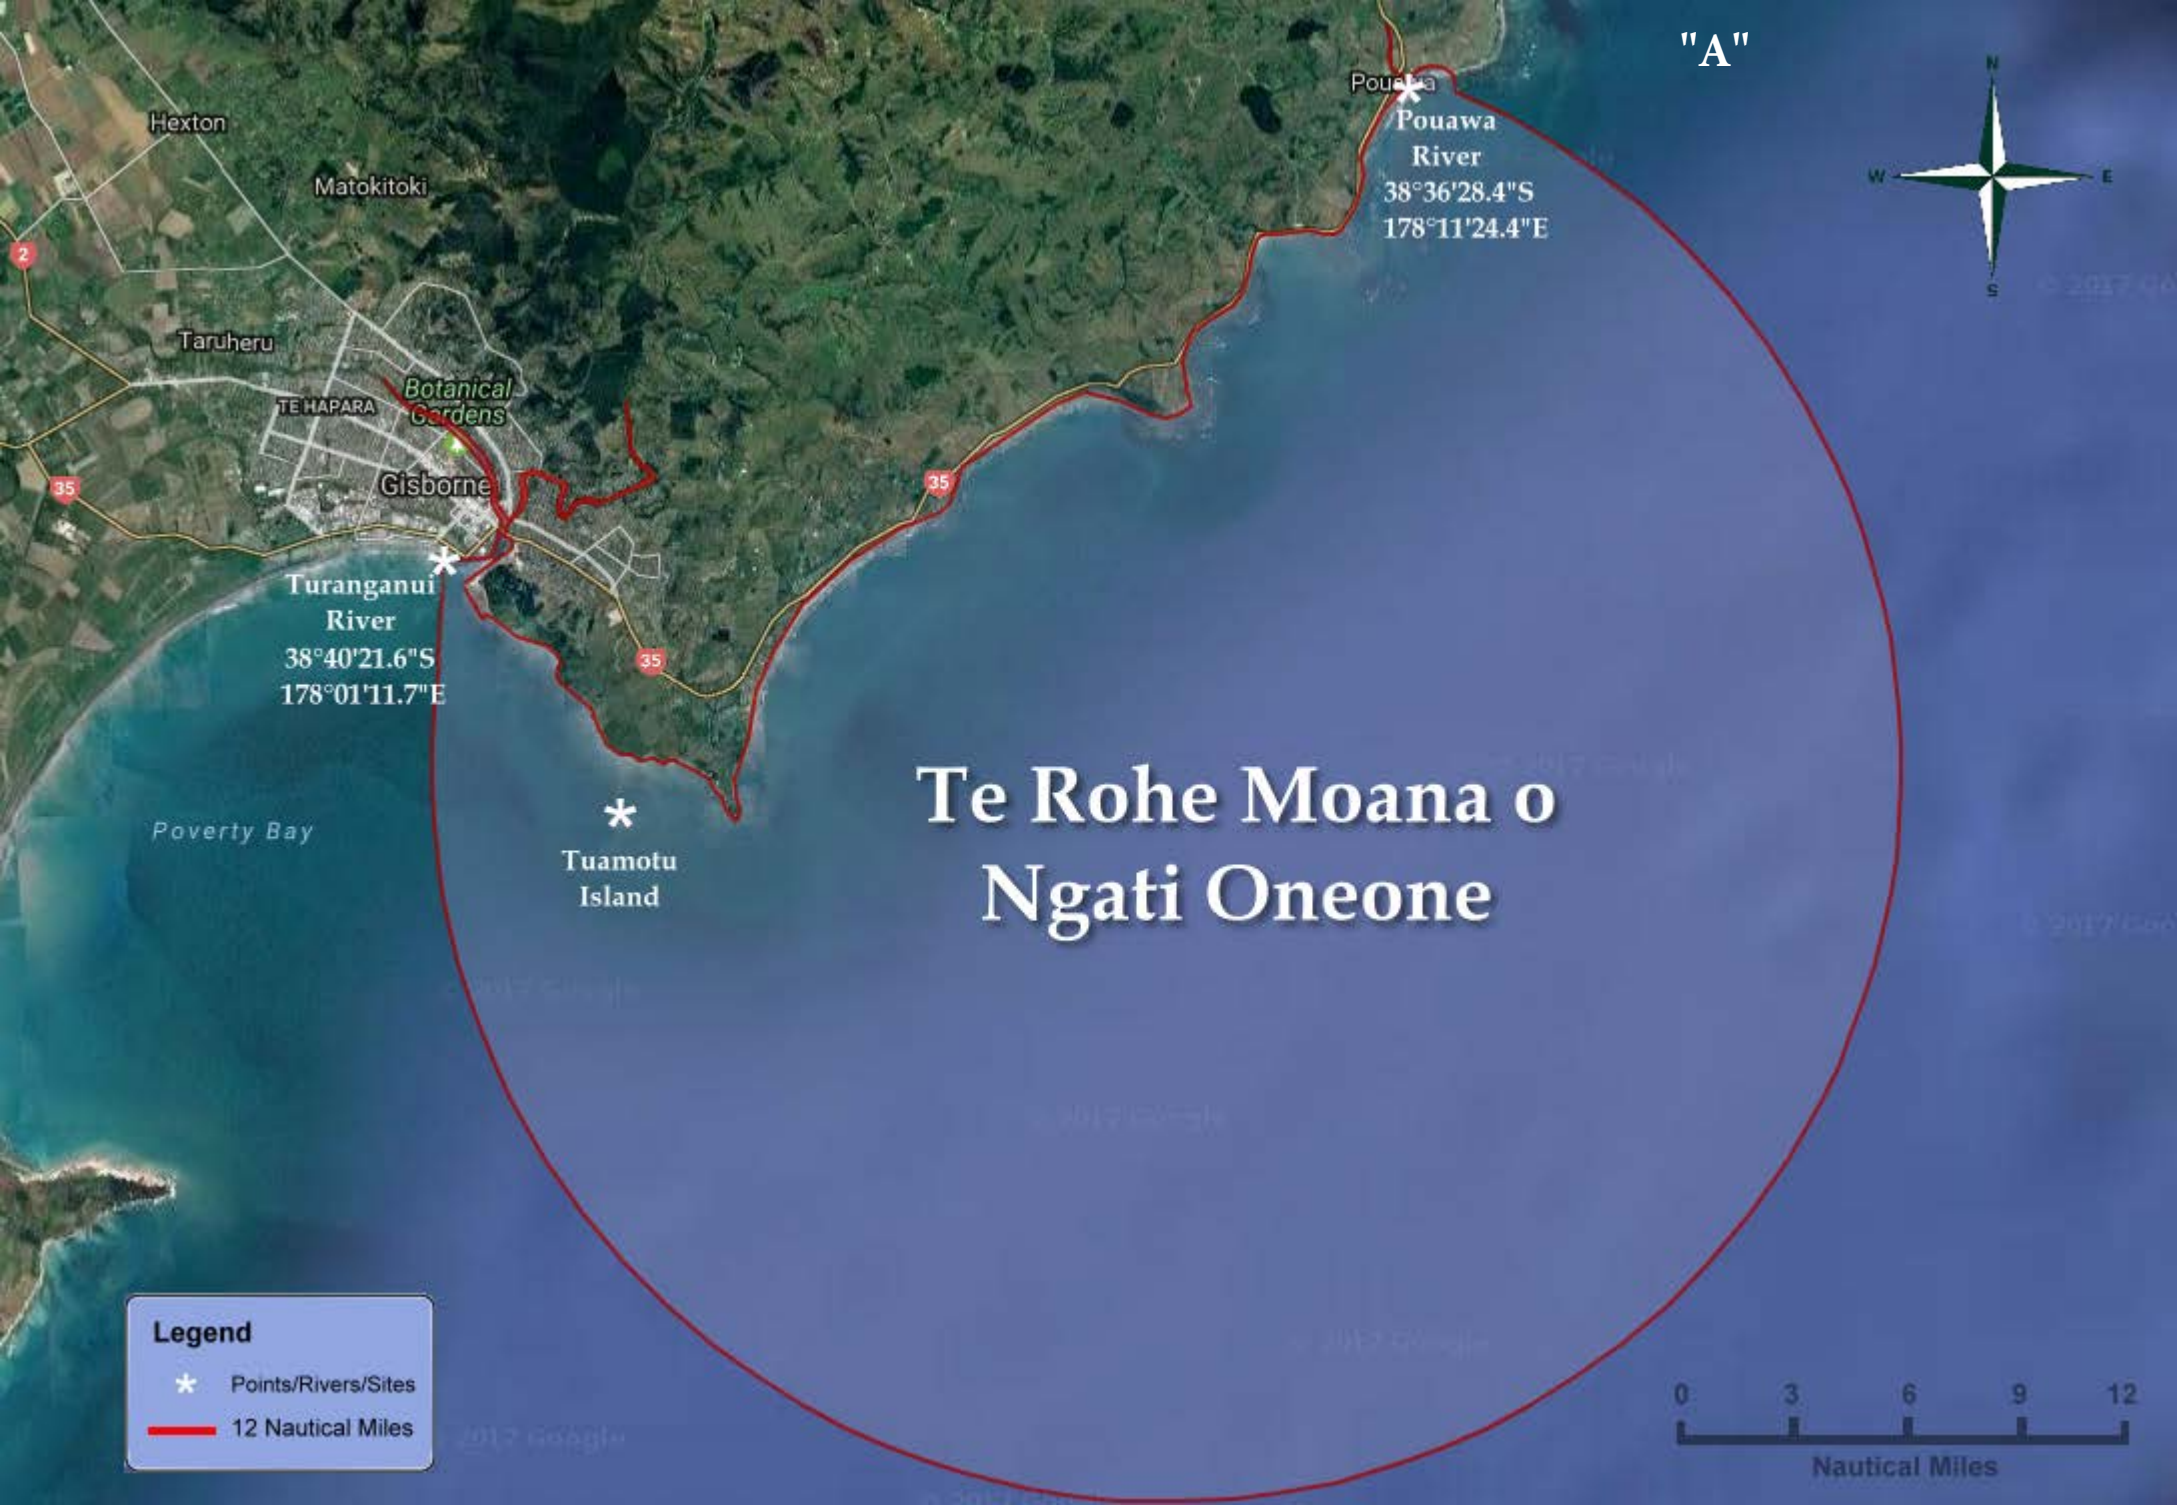 "A"
N
W
E
S
Pouawa
River
38°36'28.4"S
178°11'24.4"E
Hexton
Matokitoki
2
Taruheru
Botanical
Gardens
TE HAPARA
Gisborne
35
35
35
Turanganui
River
38°40'21.6"S
178°01'11.7"E
Poverty Bay
Tuamotu
Island
Te Rohe Moana o
Ngati Oneone
© 2017 Google
Legend
Points/Rivers/Sites
12 Nautical Miles
0 3 6 9 12
Nautical Miles